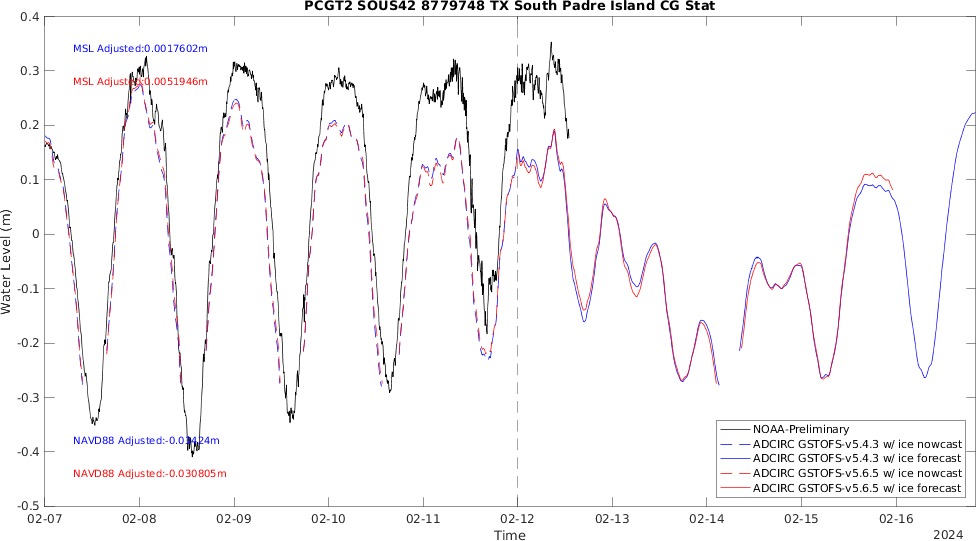 PCGT2 SOUS42 8779748 TX South Padre Island CG Stat
0.4
0.3
0.2
0.1
0
-0.1
-0.2
-0.3
-0.4
-0.5
Water Level (m)
MSL Adjusted:0.0017602m
MSL Adjusted:0.0051946m
NAVD88 Adjusted:-0.03424m
NAVD88 Adjusted:-0.030805m
NOAA-Preliminary
ADCIRC GSTOFS-v5.4.3 w/ ice nowcast
ADCIRC GSTOFS-v5.4.3 w/ ice forecast
ADCIRC GSTOFS-v5.6.5 w/ ice nowcast
ADCIRC GSTOFS-v5.6.5 w/ ice forecast
02-07 02-08 02-09 02-10 02-11 02-12 02-13 02-14 02-15 02-16
Time
2024